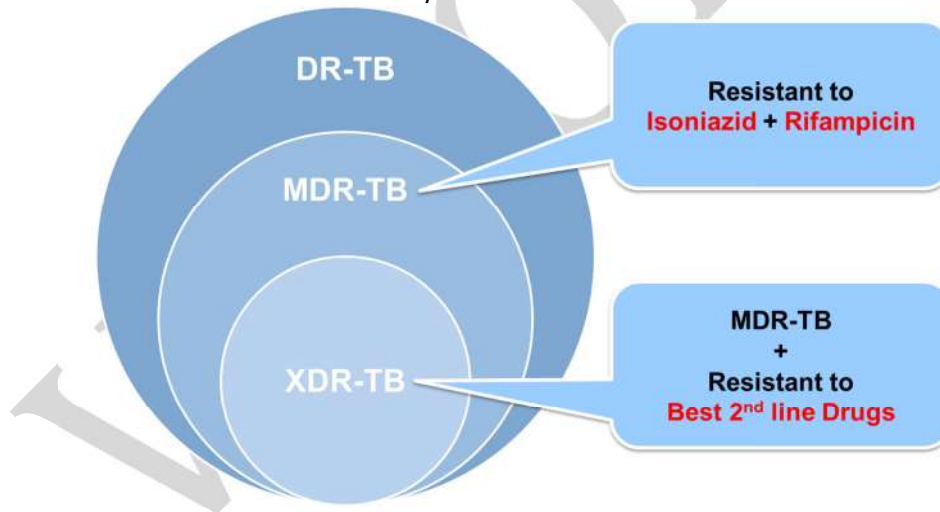 DR-TB
Resistant to
Isoniazid + Rifampicin
MDR-TB
MDR-TB
+
Resistant to
Best 2nd line Drugs
XDR-TB